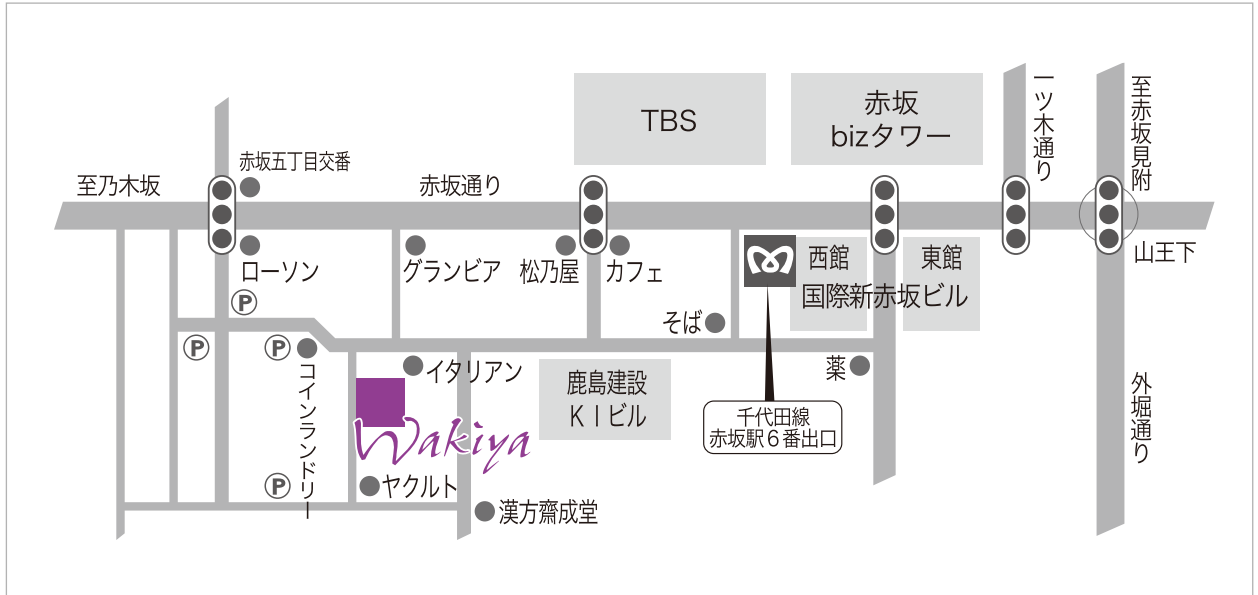 TBS
赤坂
bizタワー
一ツ木通り
至赤坂見附
赤坂五丁目交番
至乃木坂
赤坂通り
ローソン
グランビア
松乃屋
カフェ
西館
東館
国際新赤坂ビル
山王下
P
そば
P
P
コインランドリー
イタリアン
鹿島建設
KIビル
薬
千代田線
赤坂駅6番出口
外堀通り
Wakiya
P
ヤクルト
漢方齋成堂